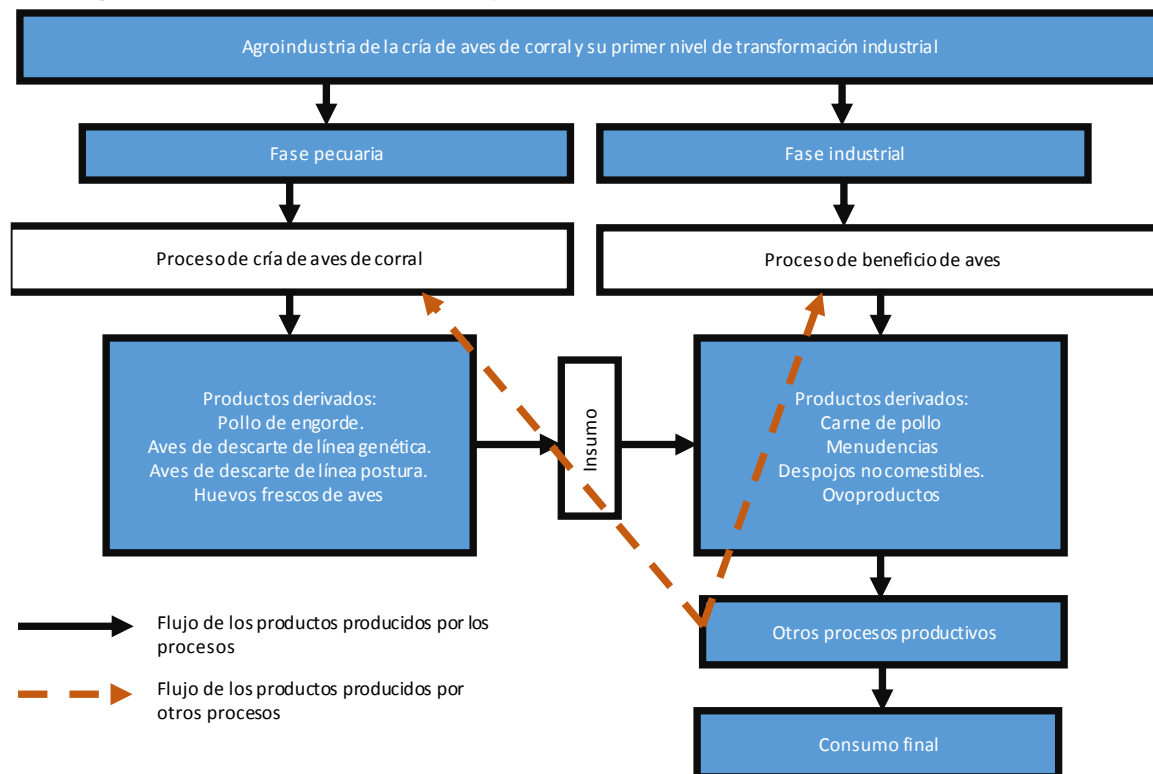 Agroindustria de la cría de aves de corral y su primer nivel de transformación industrial
Fase pecuaria
Fase industrial
Proceso de cría de aves de corral
Proceso de beneficio de aves
Productos derivados:
Pollo de engorde.
Aves de descarte de línea genética.
Aves de descarte de línea postura.
Huevos frescos de aves
Insumo
Productos derivados:
Carne de pollo
Menudencias
Despojos no comestibles.
Ovoproductos
Otros procesos productivos
Consumo final
Flujo de los productos producidos por los
procesos
Flujo de los productos producidos por
otros procesos